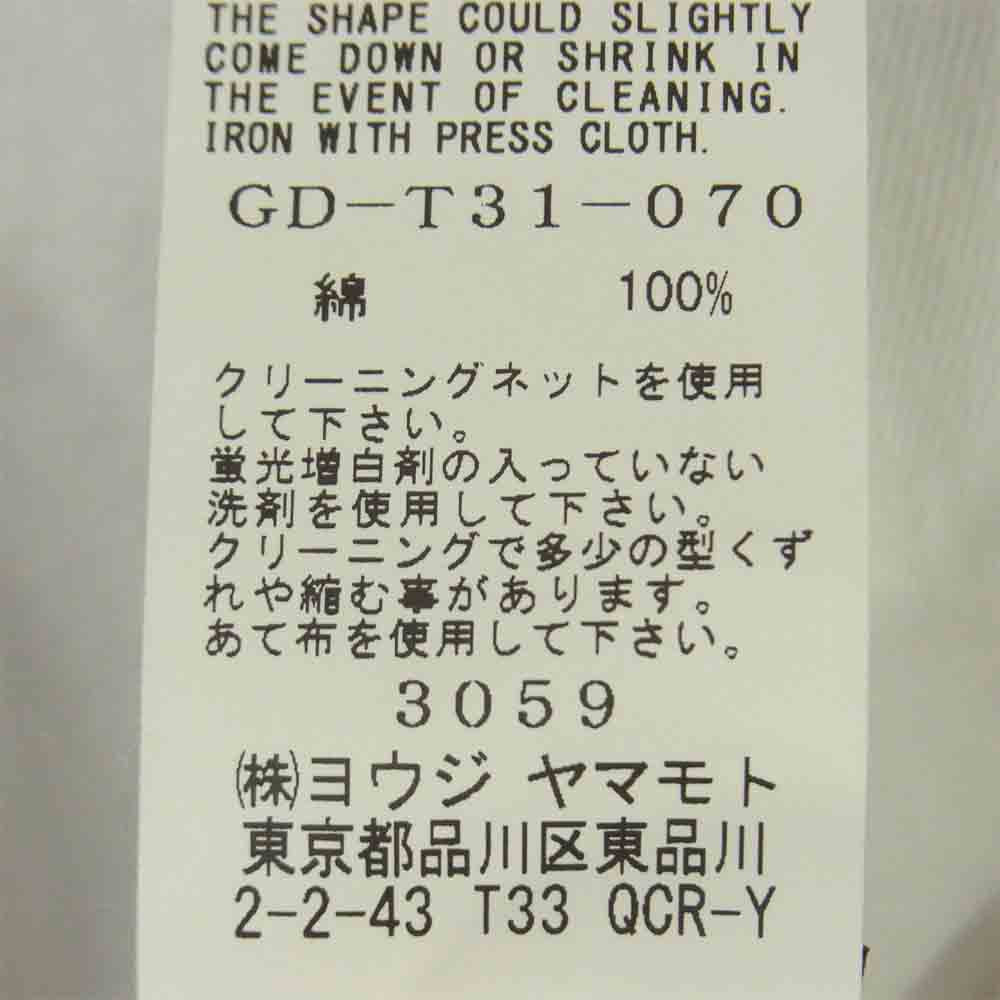 THE SHAPE COULD SLIGHTLY
COME DOWN OR SHRINK IN
THE EVENT OF CLEANING.
IRON WITH PRESS CLOTH.
GD-T31-070
綿 100%
クリーニングネットを使用
して下さい。
蛍光増白剤の入っていない
洗剤を使用して下さい。
クリーニングで多少の型くず
れや縮む事があります。
あて布を使用して下さい。
3059
(株)ヨウジ ヤマモト
東京都品川区東品川
2-2-43 T33 QCR-Y